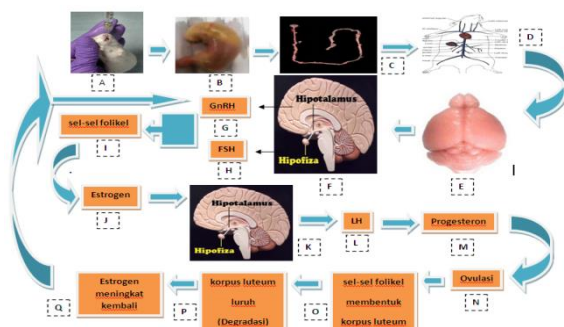 A
B
C
D
GnRH
G
sel-sel folikel
I
FSH
H
Hipotalamus
Hipofiza
F
E
Estrogen
J
Hipotalamus
Hipofiza
K
LH
L
Progesteron
M
Ovulasi
N
sel-sel folikel
membentuk
korpus luteum
O
korpus luteum
luruh
(Degradasi)
P
Estrogen
meningkat
kembali
Q